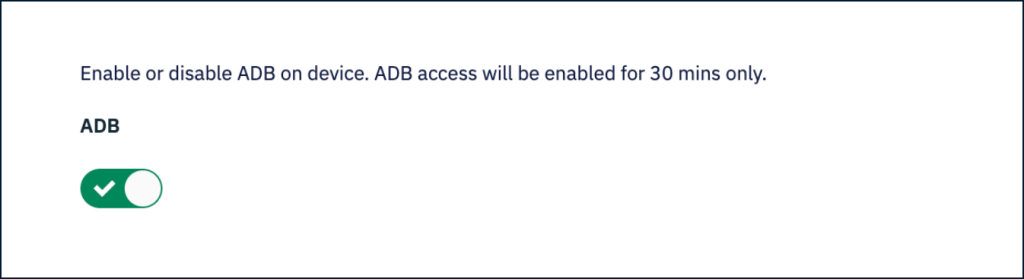 Enable or disable ADB on device. ADB access will be enabled for 30 mins only.
ADB